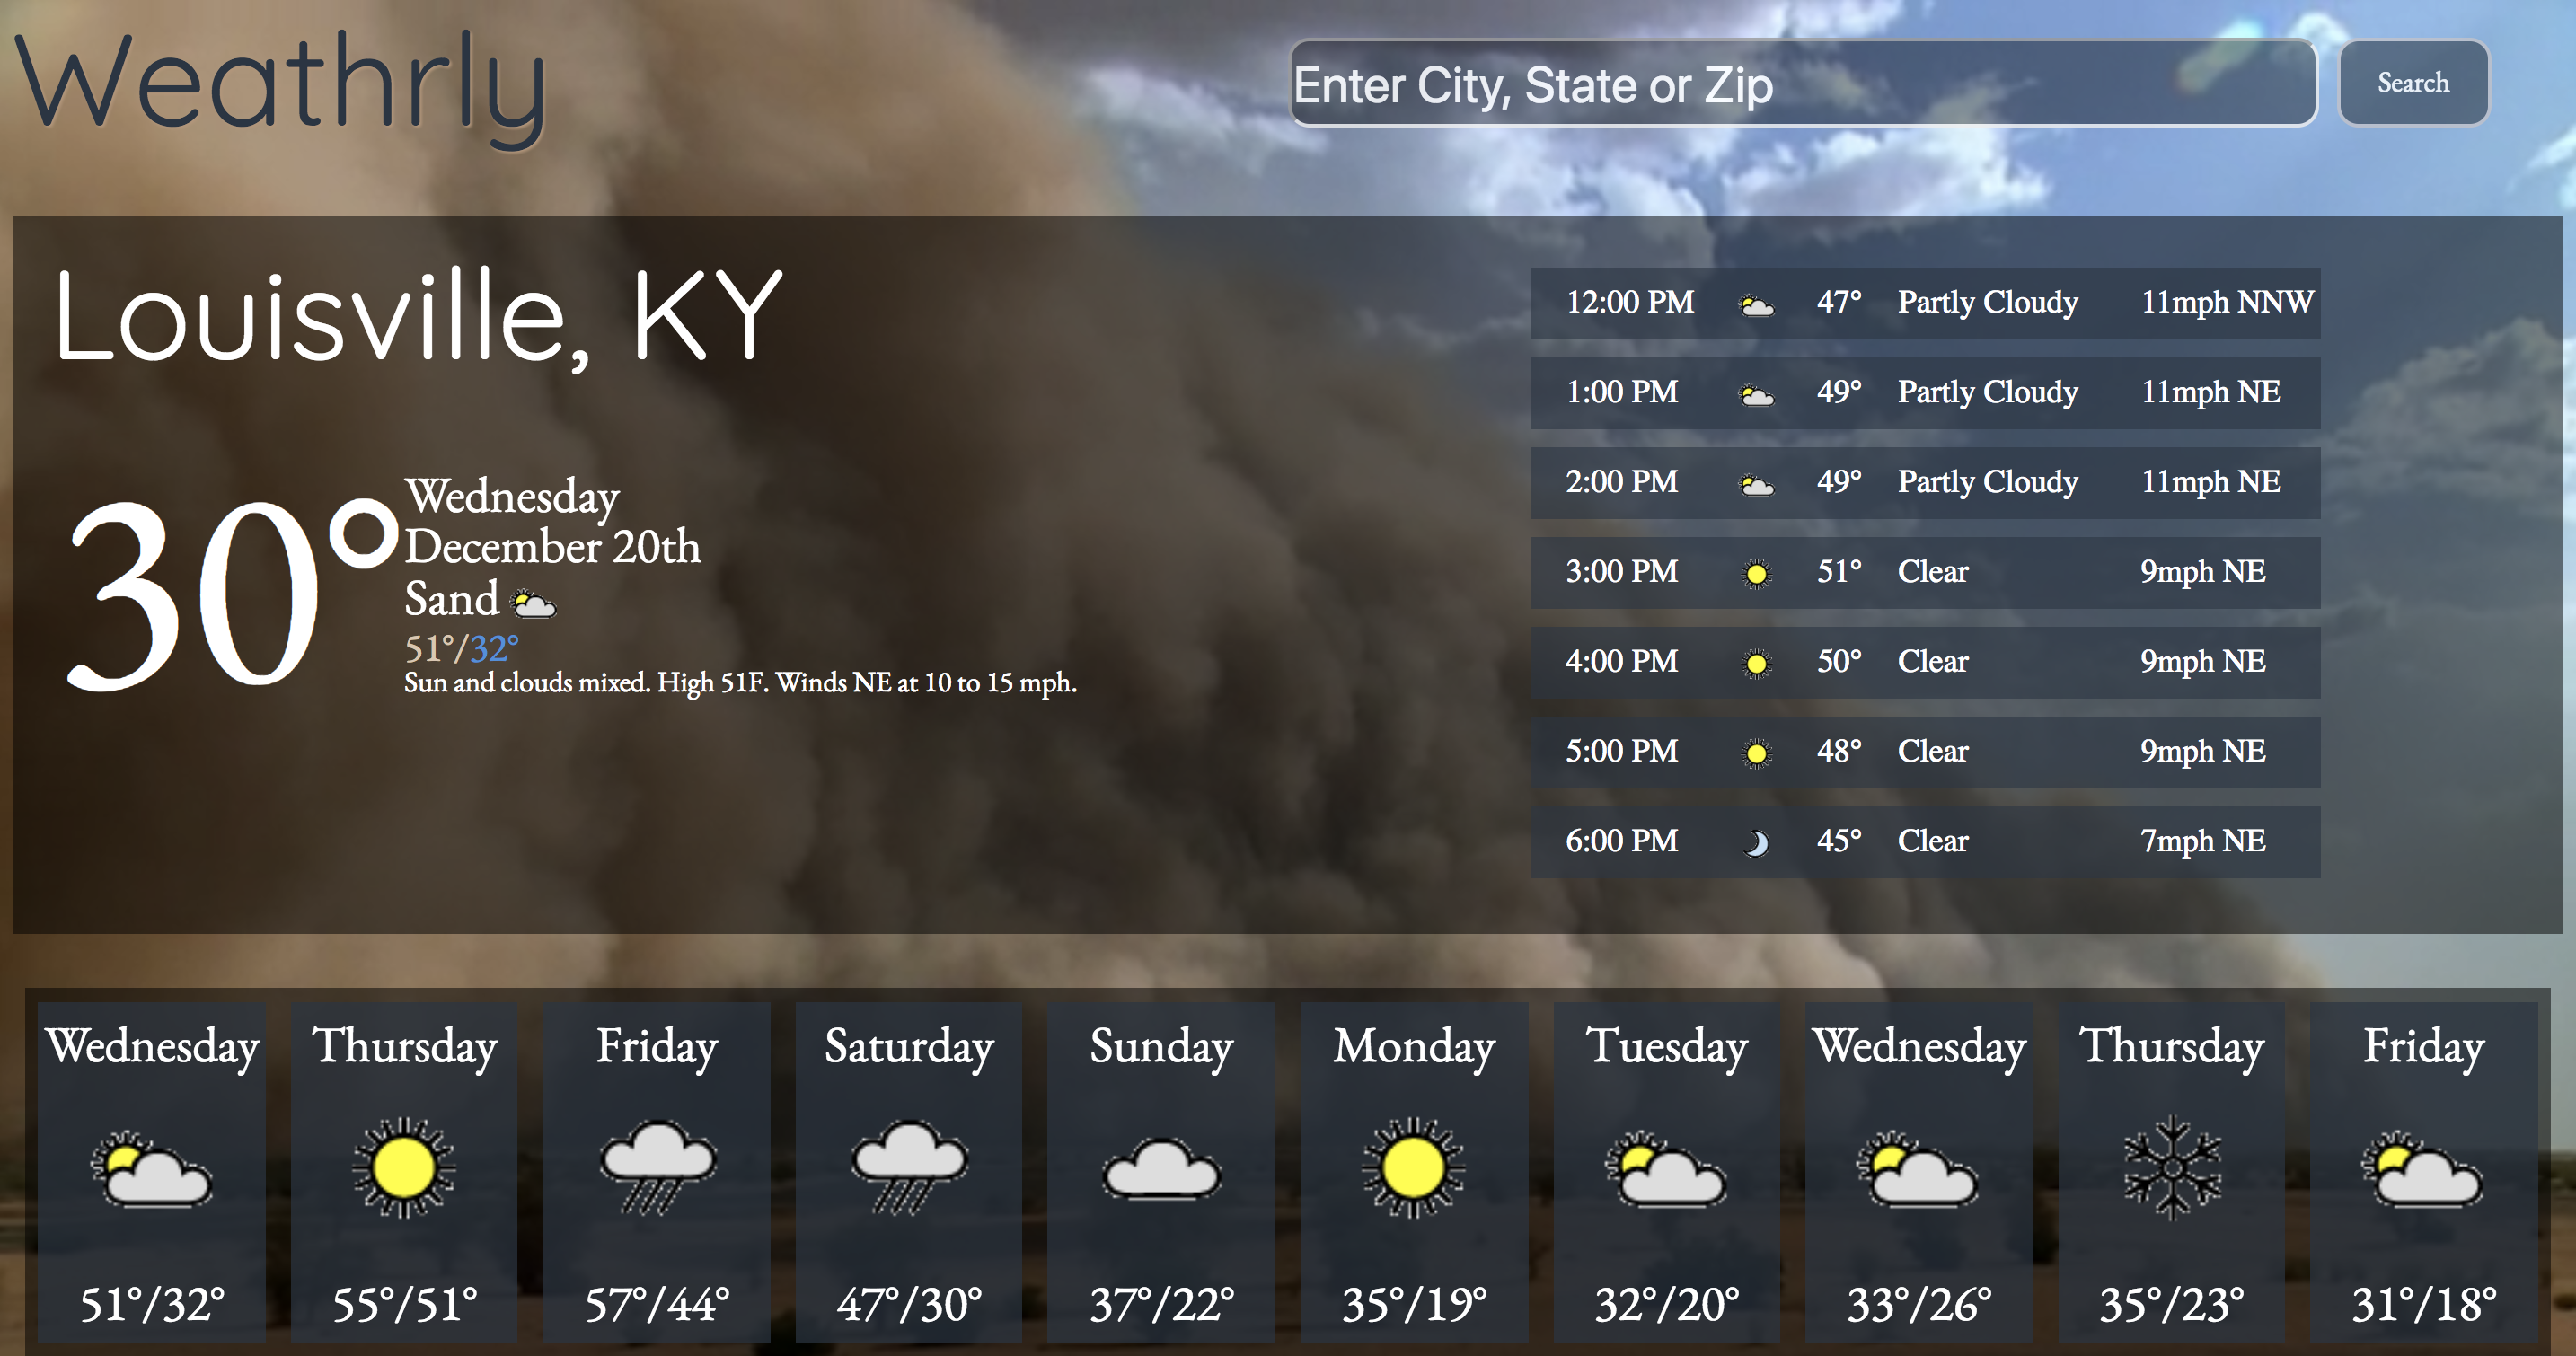 Weathrly
Enter City, State or Zip
Search
Louisville, KY
30°
Wednesday
December 20th
Sand
51°/32°
Sun and clouds mixed. High 51F. Winds NE at 10 to 15 mph.
12:00 PM 47° Partly Cloudy 11mph NNW
1:00 PM 49° Partly Cloudy 11mph NE
2:00 PM 49° Partly Cloudy 11mph NE
3:00 PM 51° Clear 9mph NE
4:00 PM 50° Clear 9mph NE
5:00 PM 48° Clear 9mph NE
6:00 PM 45° Clear 7mph NE
Wednesday Thursday Friday Saturday Sunday Monday Tuesday Wednesday Thursday Friday
51°/32° 55°/51° 57°/44° 47°/30° 37°/22° 35°/19° 32°/20° 33°/26° 35°/23° 31°/18°